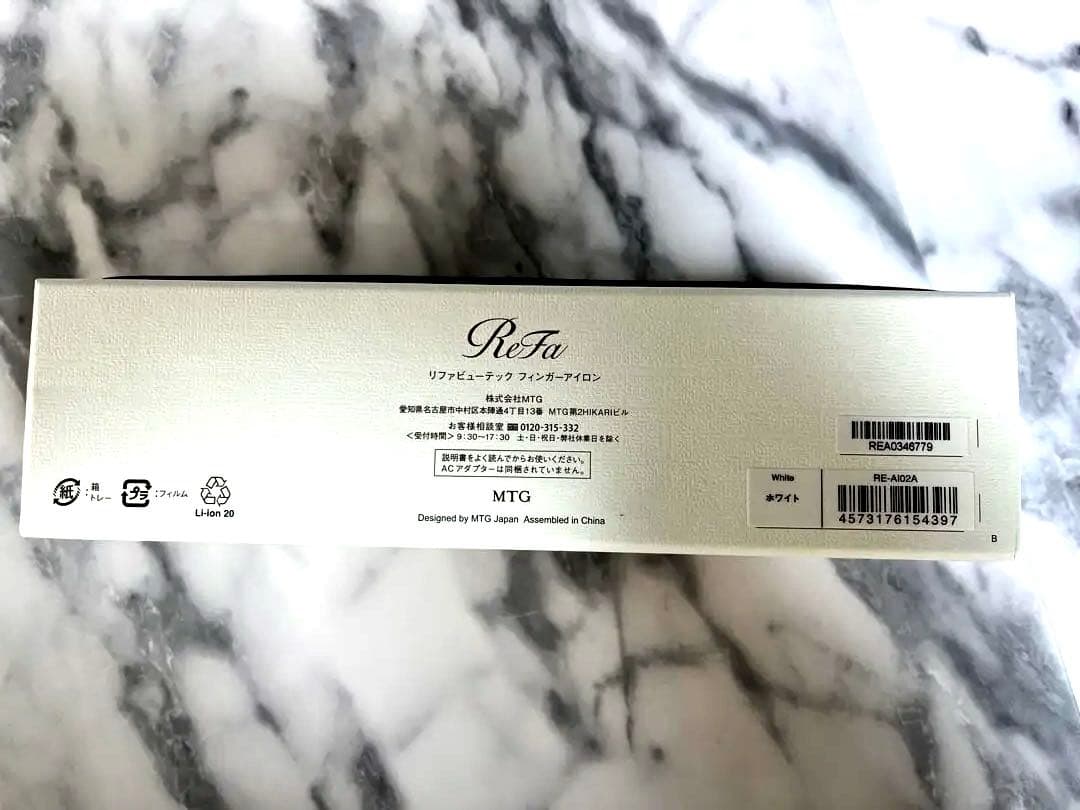 ReFa
リファビューテック フィンガーアイロン
株式会社MTG
愛知県名古屋市中村区本陣通4丁目13番 MTG第2HIKARIビル
お客様相談室 0120-315-332
<受付時間>9:30〜17:30 土・日・祝日・弊社休業日を除く
説明書をよく読んでからお使いください。
ACアダプターは同梱されていません。
MTG
Designed by MTG Japan Assembled in China
紙 :箱
トレー
プラ :フィルム
Li-ion 20
REA0346779
White
ホワイト
RE-AI02A
4573176154397
B